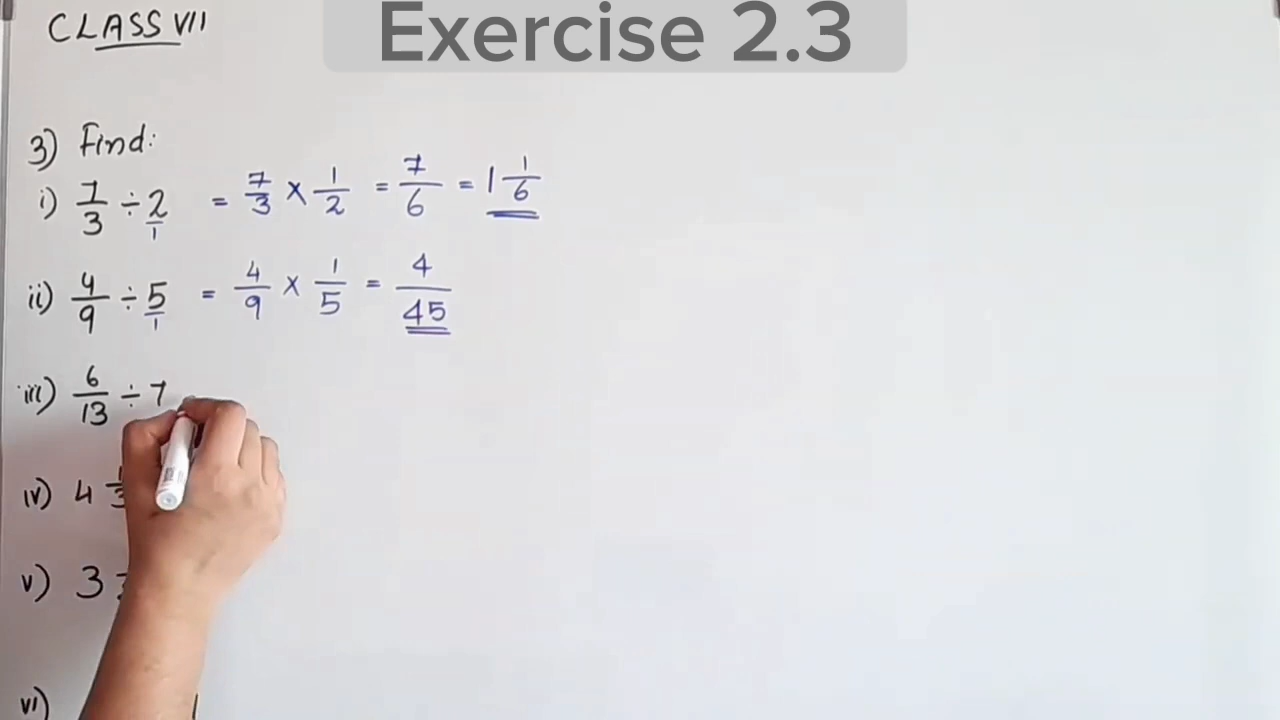 Exercise 2.3
CLASS VII
3) Find:
i) 7/3 ÷ 2/1 = 7/3 × 1/2 = 7/6 = 1 1/6
ii) 4/9 ÷ 5/1 = 4/9 × 1/5 = 4/45
iii) 6/13 ÷ 7
iv) 4 1/3
v) 3
vi)